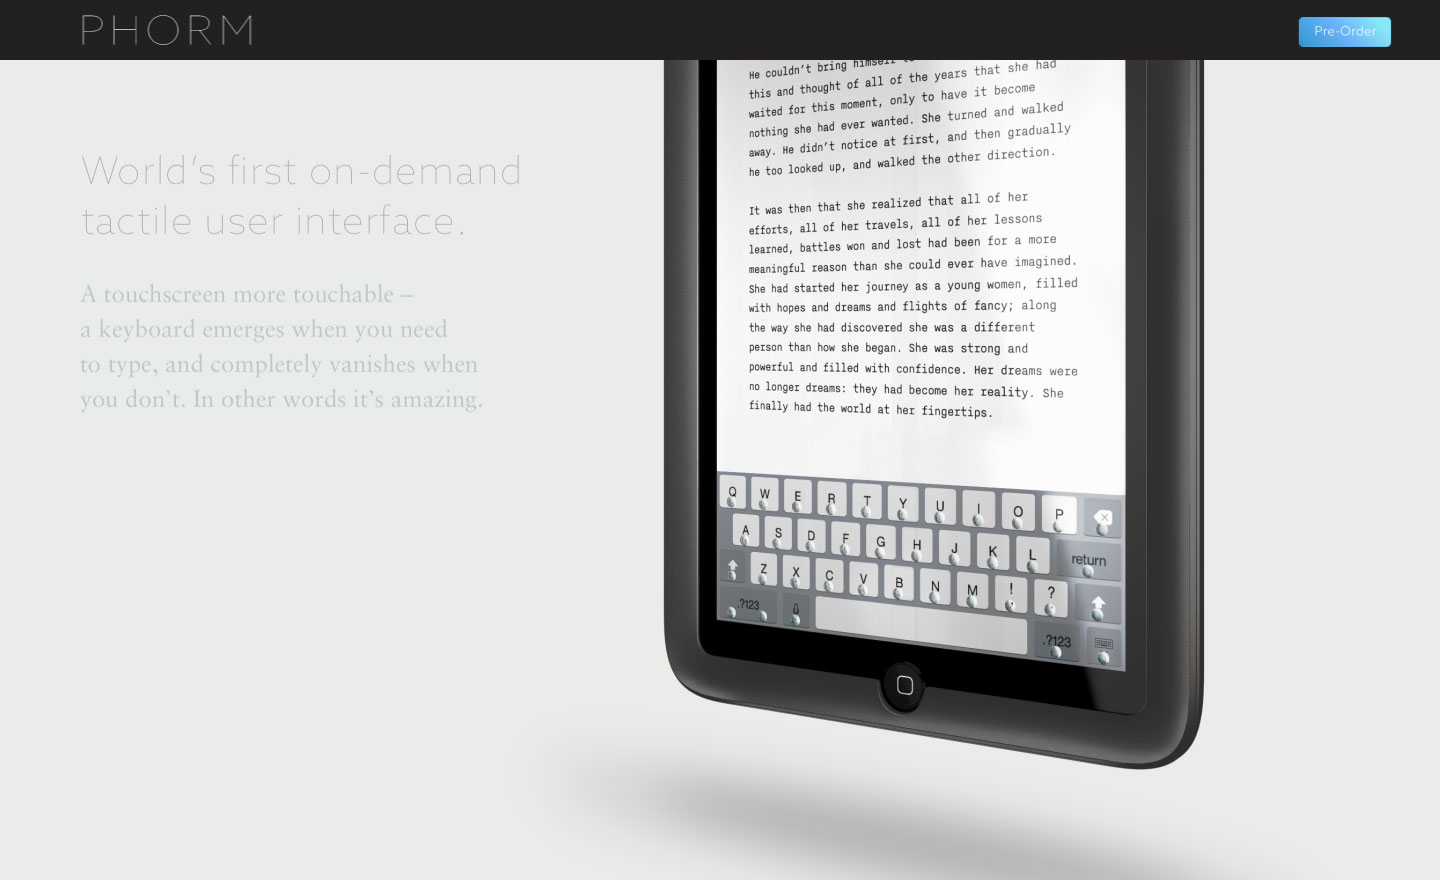 PHORM
Pre-Order
World's first on-demand
tactile user interface.
A touchscreen more touchable –
a keyboard emerges when you need
to type, and completely vanishes when
you don't. In other words it's amazing.
He couldn't bring himself to
this and thought of all of the years that she had
waited for this moment, only to have it become
nothing she had ever wanted. She turned and walked
away. He didn't notice at first, and then gradually
he too looked up, and walked the other direction.
It was then that she realized that all of her
efforts, all of her travels, all of her lessons
learned, battles won and lost had been for a more
meaningful reason than she could ever have imagined.
She had started her journey as a young women, filled
with hopes and dreams and flights of fancy; along
the way she had discovered she was a different
person than how she began. She was strong and
powerful and filled with confidence. Her dreams were
no longer dreams: they had become her reality. She
finally had the world at her fingertips.
Q W E R T Y U I O P
A S D F G H J K L return
Z X C V B N M ! ?
.?123 .?123